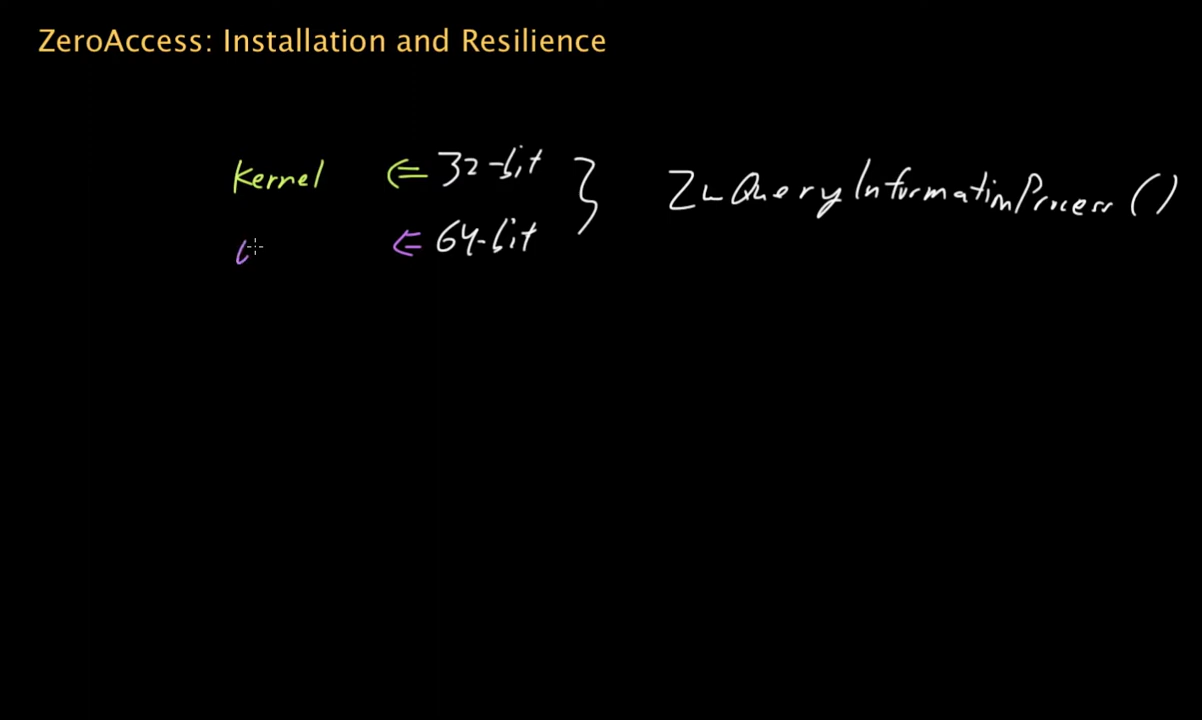 ZeroAccess: Installation and Resilience
Kernel ⇐ 32-bit } ZwQueryInformationProcess()
⇐ 64-bit